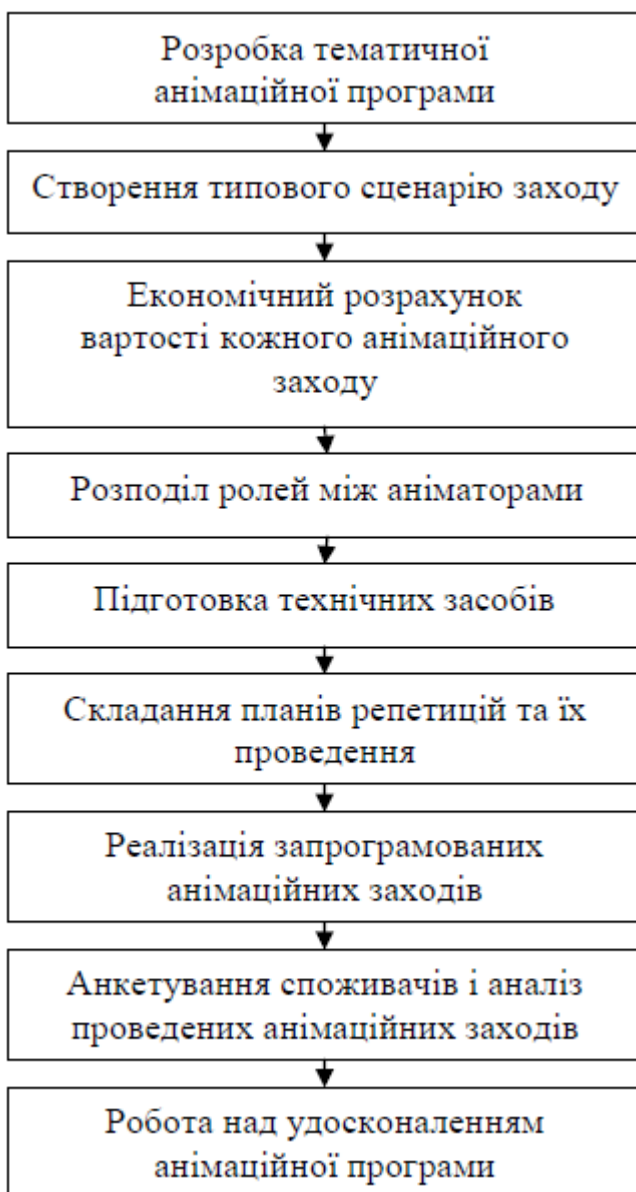 Розробка тематичної
анімаційної програми
Створення типового сценарію заходу
Економічний розрахунок
вартості кожного анімаційного
заходу
Розподіл ролей між аніматорами
Підготовка технічних засобів
Складання планів репетицій та їх
проведення
Реалізація запрограмованих
анімаційних заходів
Анкетування споживачів і аналіз
проведених анімаційних заходів
Робота над удосконаленням
анімаційної програми